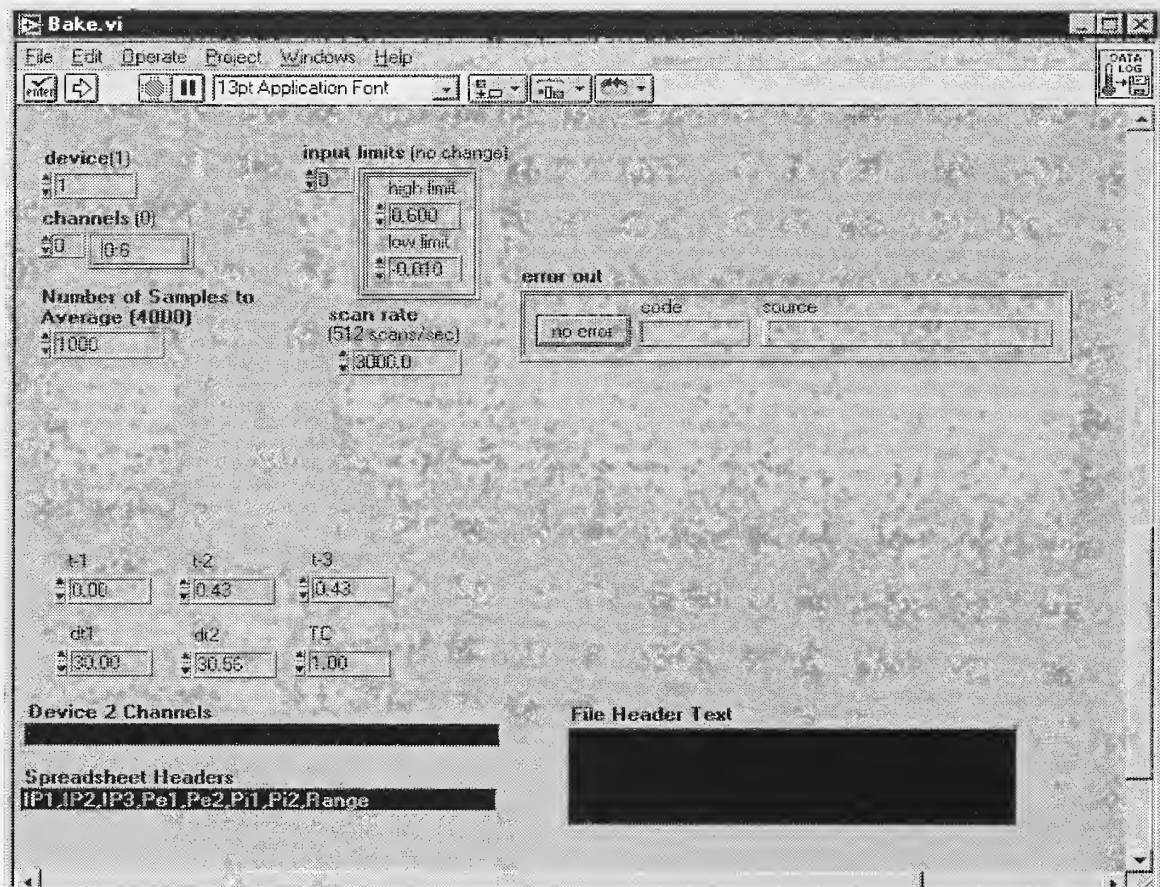 Bake.vi
File Edit Operate Project Windows Help
DATA LOG
enter 13pt Application Font
device(1)
1
channels (0)
0 0:6
Number of Samples to
Average (4000)
1000
input limits (no change)
0
high limit
0.600
low limit
-0.010
scan rate
(512 scans/sec)
3000.0
error out
code source
no error
t-1 t-2 t-3
0.00 0.43 0.43
dt1 dt2 TC
30.00 30.56 1.00
Device 2 Channels
Spreadsheet Headers
IP1,IP2,IP3,Pe1,Pe2,Pi1,Pi2,Range
File Header Text